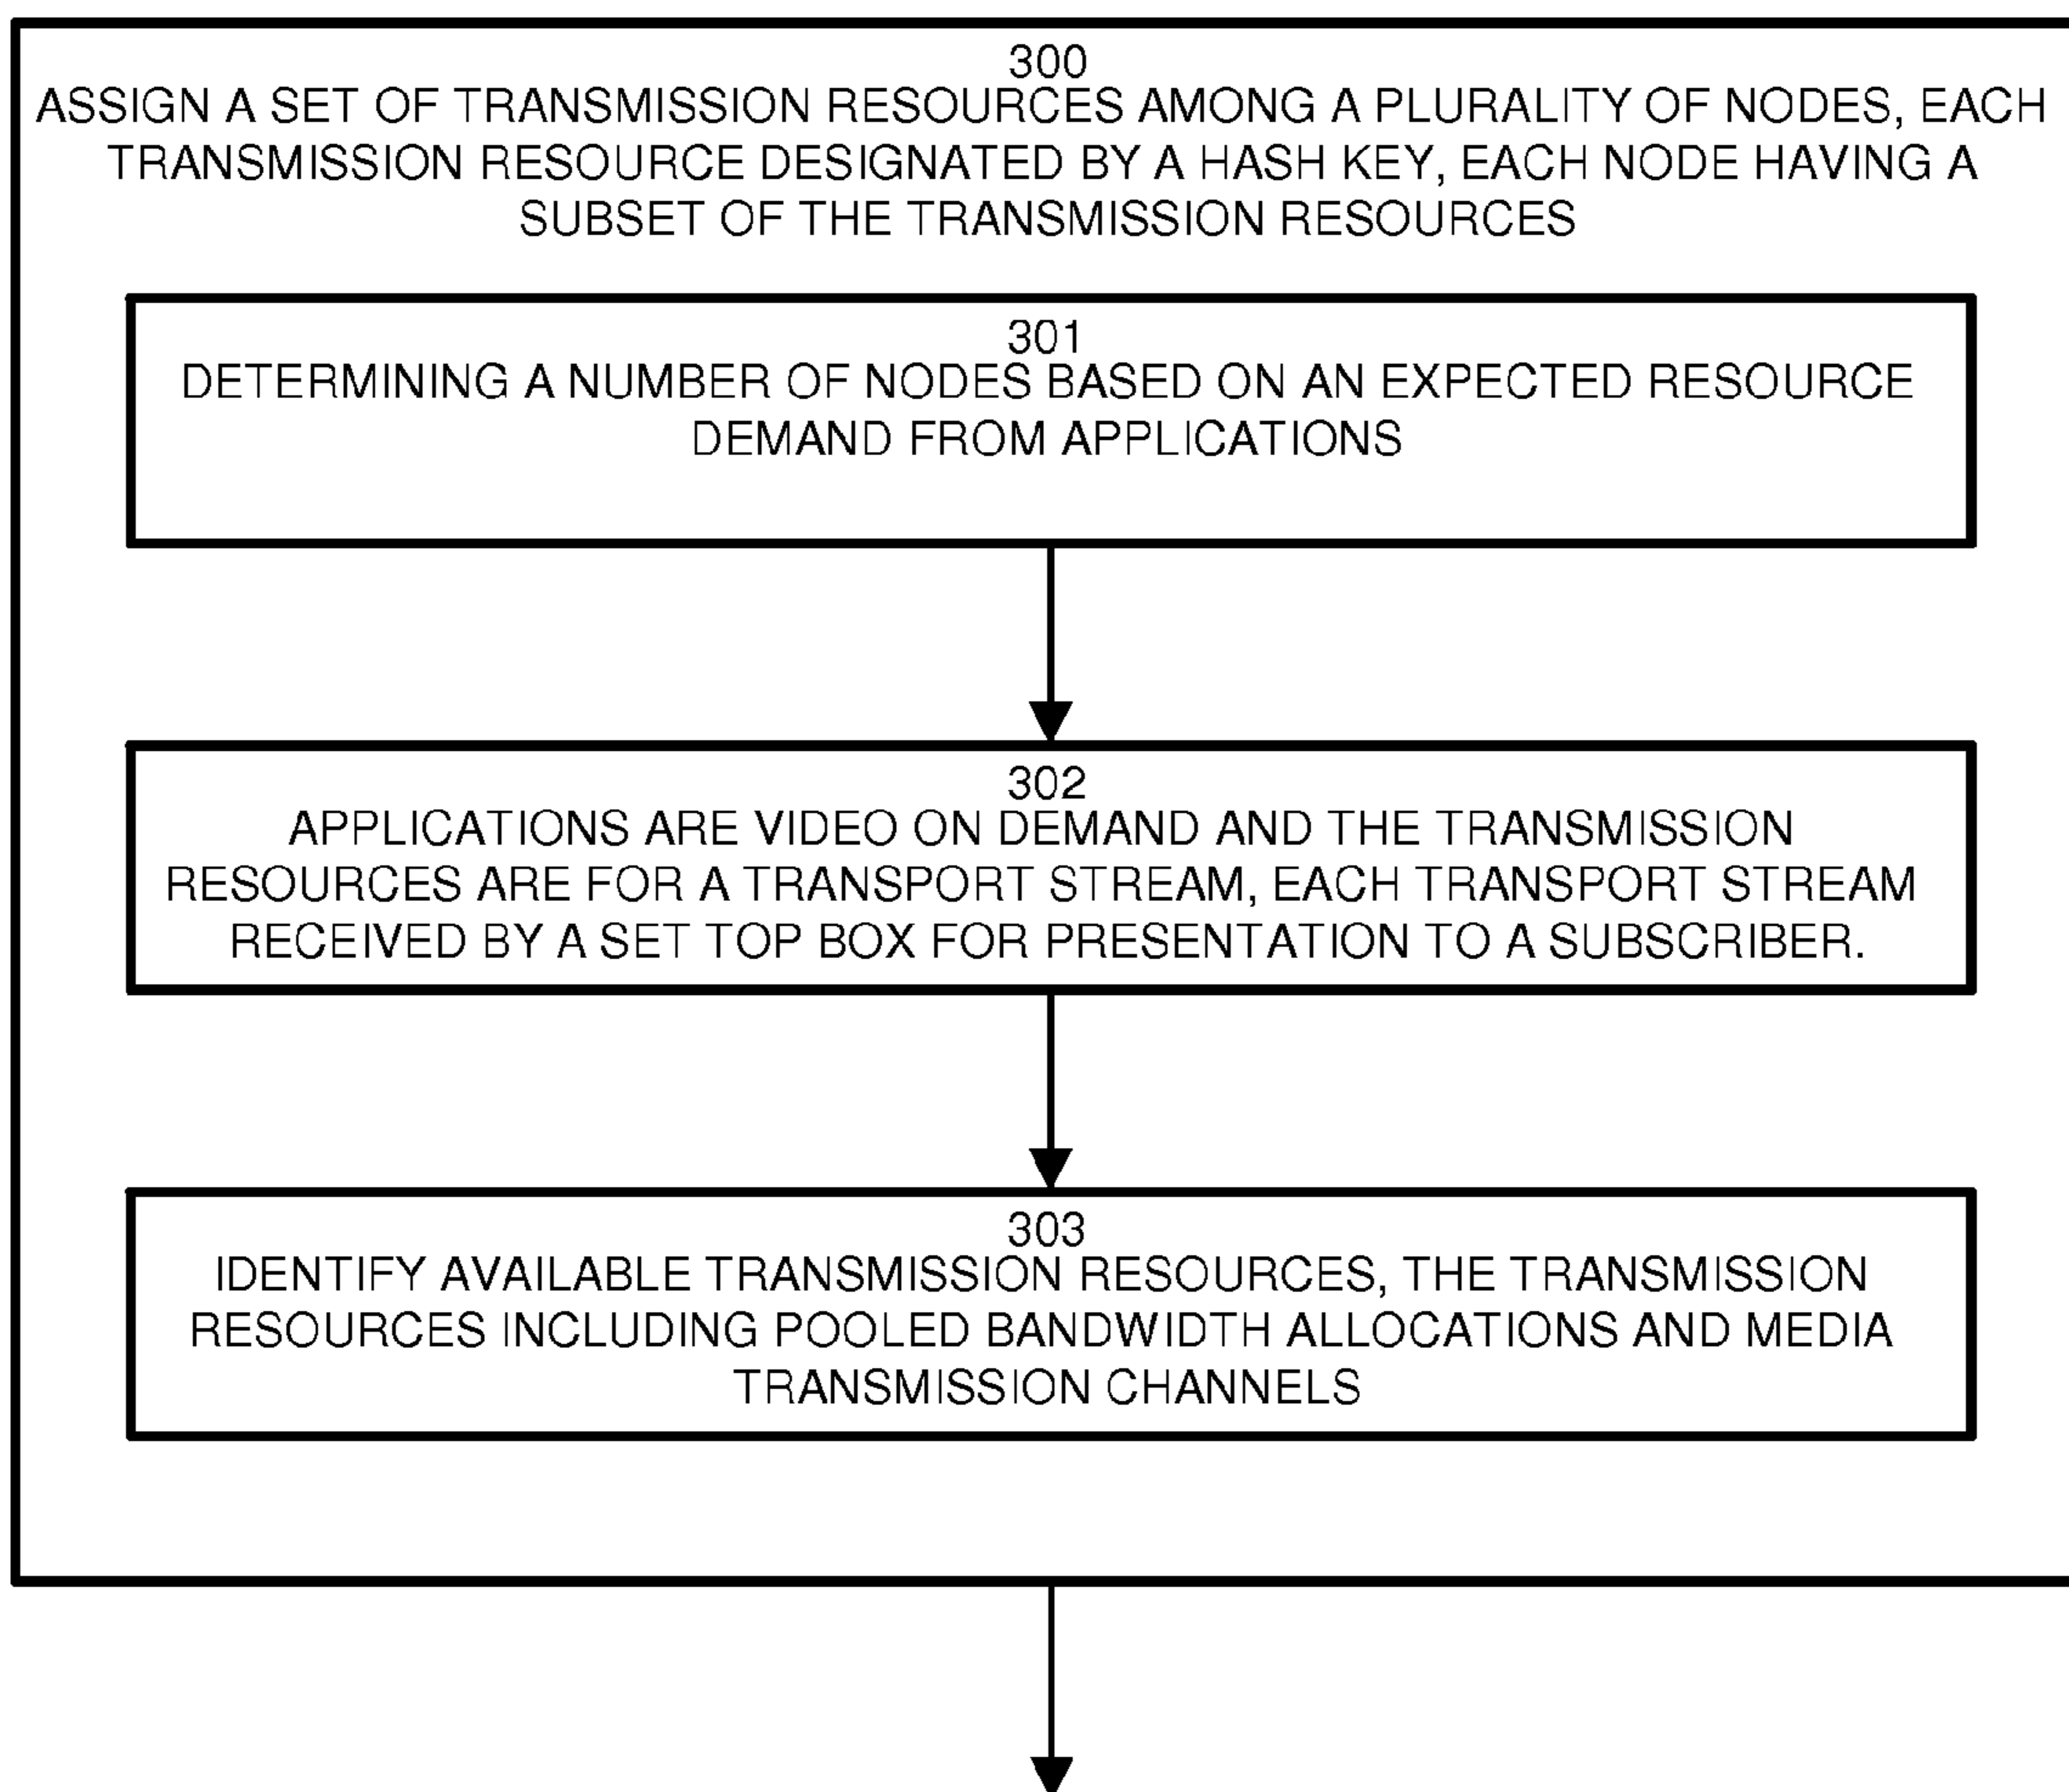 300
ASSIGN A SET OF TRANSMISSION RESOURCES AMONG A PLURALITY OF NODES, EACH
TRANSMISSION RESOURCE DESIGNATED BY A HASH KEY, EACH NODE HAVING A
SUBSET OF THE TRANSMISSION RESOURCES
301
DETERMINING A NUMBER OF NODES BASED ON AN EXPECTED RESOURCE
DEMAND FROM APPLICATIONS
302
APPLICATIONS ARE VIDEO ON DEMAND AND THE TRANSMISSION
RESOURCES ARE FOR A TRANSPORT STREAM, EACH TRANSPORT STREAM
RECEIVED BY A SET TOP BOX FOR PRESENTATION TO A SUBSCRIBER.
303
IDENTIFY AVAILABLE TRANSMISSION RESOURCES, THE TRANSMISSION
RESOURCES INCLUDING POOLED BANDWIDTH ALLOCATIONS AND MEDIA
TRANSMISSION CHANNELS